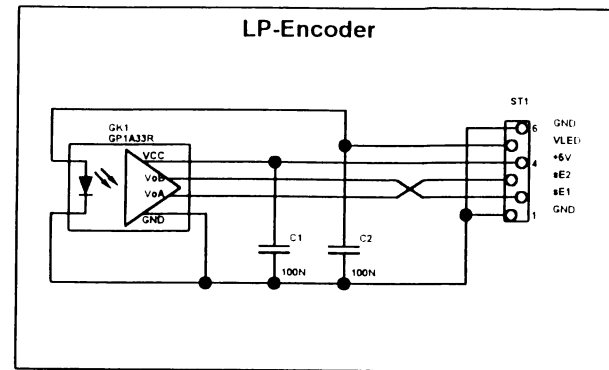 LP-Encoder
GK1
GP1A33R
VCC
VoB
VoA
GND
C1
100N
C2
100N
ST1
6 GND
VLED
4 +5V
sE2
sE1
1 GND